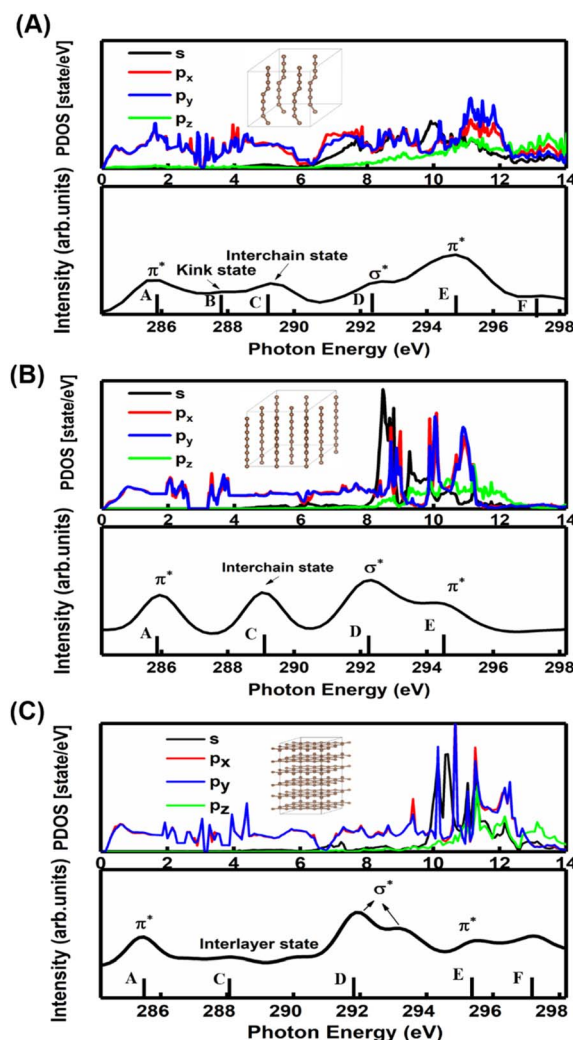 (A)
PDOS [state/eV]
s
px
py
pz
0 2 4 6 8 10 12 14
Intensity (arb.units)
π*
Kink state
Interchain state
σ*
π*
A B C D E F
286 288 290 292 294 296 298
Photon Energy (eV)
(B)
PDOS [state/eV]
s
px
py
pz
0 2 4 6 8 10 12 14
Intensity (arb.units)
π*
Interchain state
σ*
π*
A C D E
286 288 290 292 294 296 298
Photon Energy (eV)
(C)
PDOS [state/eV]
s
px
py
pz
0 2 4 6 8 10 12 14
Intensity (arb.units)
π*
Interlayer state
σ*
π*
A C D E F
286 288 290 292 294 296 298
Photon Energy (eV)